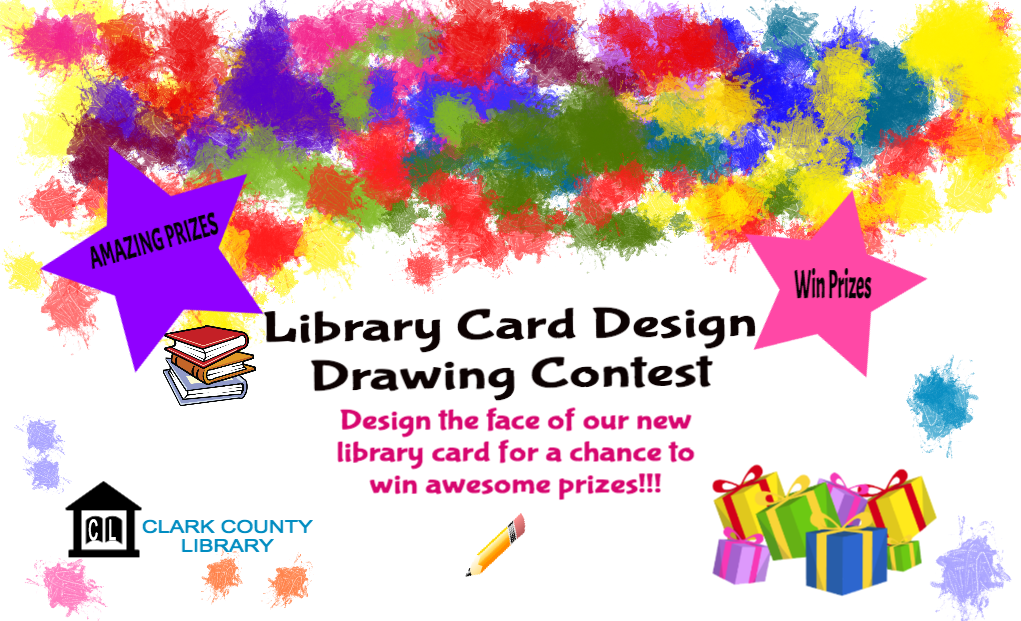 AMAZING PRIZES
Win Prizes
Library Card Design
Drawing Contest
Design the face of our new
library card for a chance to
win awesome prizes!!!
CL
CLARK COUNTY
LIBRARY